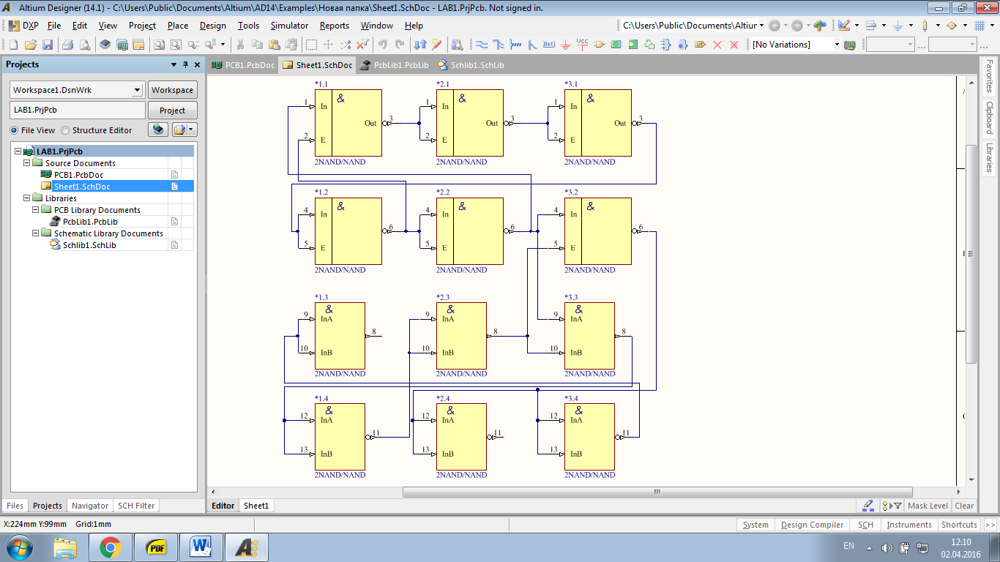 Altium Designer (14.1) - C:\Users\Public\Documents\Altium\AD14\Examples\Новая папка\Sheet1.SchDoc - LAB1.PrjPcb. Not signed in.
DXP File Edit View Project Place Design Tools Simulator Reports Window Help C:\Users\Public\Documents\Altiur
Net Vcc [No Variations] ... ...
Projects
PCB1.PcbDoc Sheet1.SchDoc PcbLib1.PcbLib Schlib1.SchLib
Workspace1.DsnWrk Workspace
LAB1.PrjPcb Project
File View Structure Editor
LAB1.PrjPcb
Source Documents
PCB1.PcbDoc
Sheet1.SchDoc
Libraries
PCB Library Documents
PcbLib1.PcbLib
Schematic Library Documents
Schlib1.SchLib
Favorites
Clipboard
Libraries
*1.1 *2.1 *3.1
& & &
1 In 1 In 1 In
Out 3 Out 3 Out 3
2 E 2 E 2 E
2NAND/NAND 2NAND/NAND 2NAND/NAND
*1.2 *2.2 *3.2
& & &
4 In 4 In 4 In
6 6 6
5 E 5 E 5 E
2NAND/NAND 2NAND/NAND 2NAND/NAND
*1.3 *2.3 *3.3
& & &
9 InA 9 InA 9 InA
8 8 8
10 InB 10 InB 10 InB
2NAND/NAND 2NAND/NAND 2NAND/NAND
*1.4 *2.4 *3.4
& & &
12 InA 12 InA 12 InA
11 11 11
13 InB 13 InB 13 InB
2NAND/NAND 2NAND/NAND 2NAND/NAND
Files Projects Navigator SCH Filter Editor Sheet1 Mask Level Clear
X:224mm Y:99mm Grid:1mm System Design Compiler SCH Instruments Shortcuts >>
PDF W EN 12:10
02.04.2016